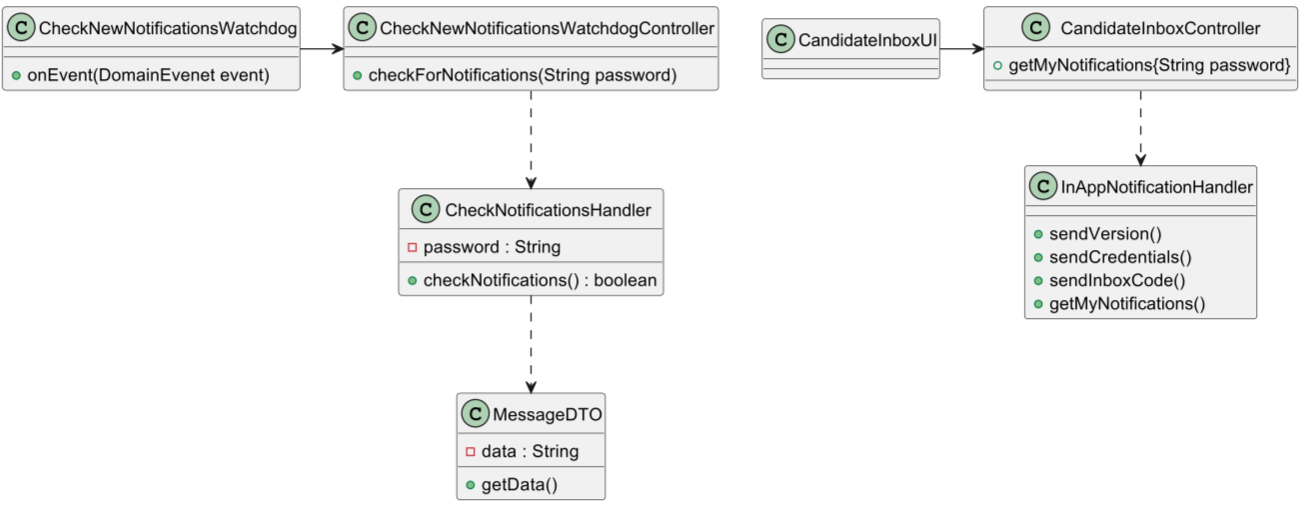 C CheckNewNotificationsWatchdog
onEvent(DomainEvenet event)
C CheckNewNotificationsWatchdogController
checkForNotifications(String password)
C CandidateInboxUI
C CandidateInboxController
getMyNotifications{String password}
C CheckNotificationsHandler
password : String
checkNotifications() : boolean
C InAppNotificationHandler
sendVersion()
sendCredentials()
sendInboxCode()
getMyNotifications()
C MessageDTO
data : String
getData()